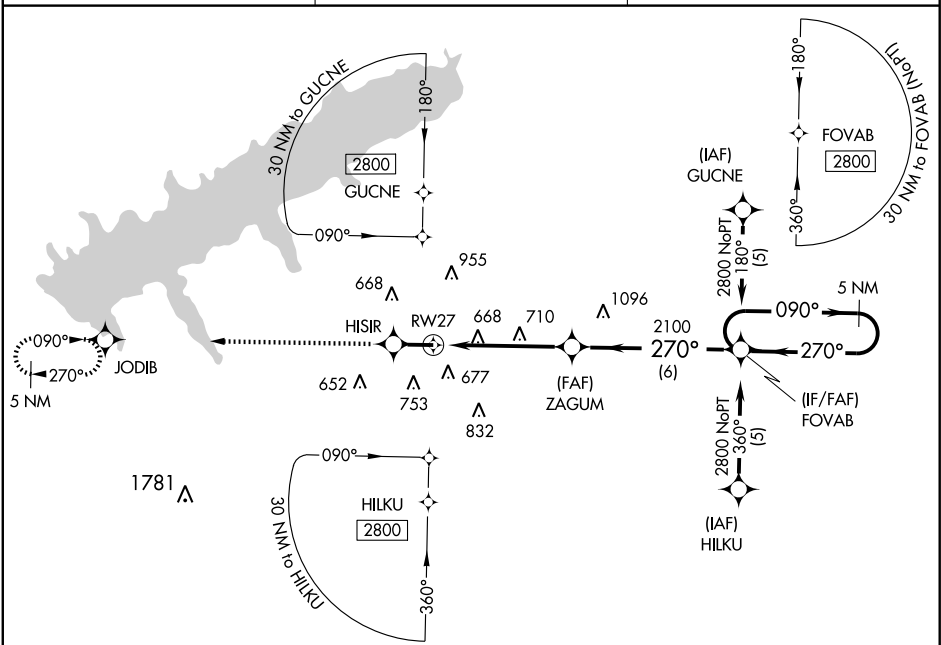 30 NM to GUCNE
180°
2800
GUCNE
090°
180°
FOVAB
2800
360°
30 NM to FOVAB (NoPT)
(IAF)
GUCNE
2800 NoPT
180°
(5)
955
668
1096
5 NM
090°
HISIR
RW27
668
710
2100
270°
(6)
270°
090°
270°
JODIB
5 NM
652
753
677
832
(FAF)
ZAGUM
(IF/FAF)
FOVAB
2800 NoPT
360°
(5)
(IAF)
HILKU
1781
090°
HILKU
2800
30 NM to HILKU
360°